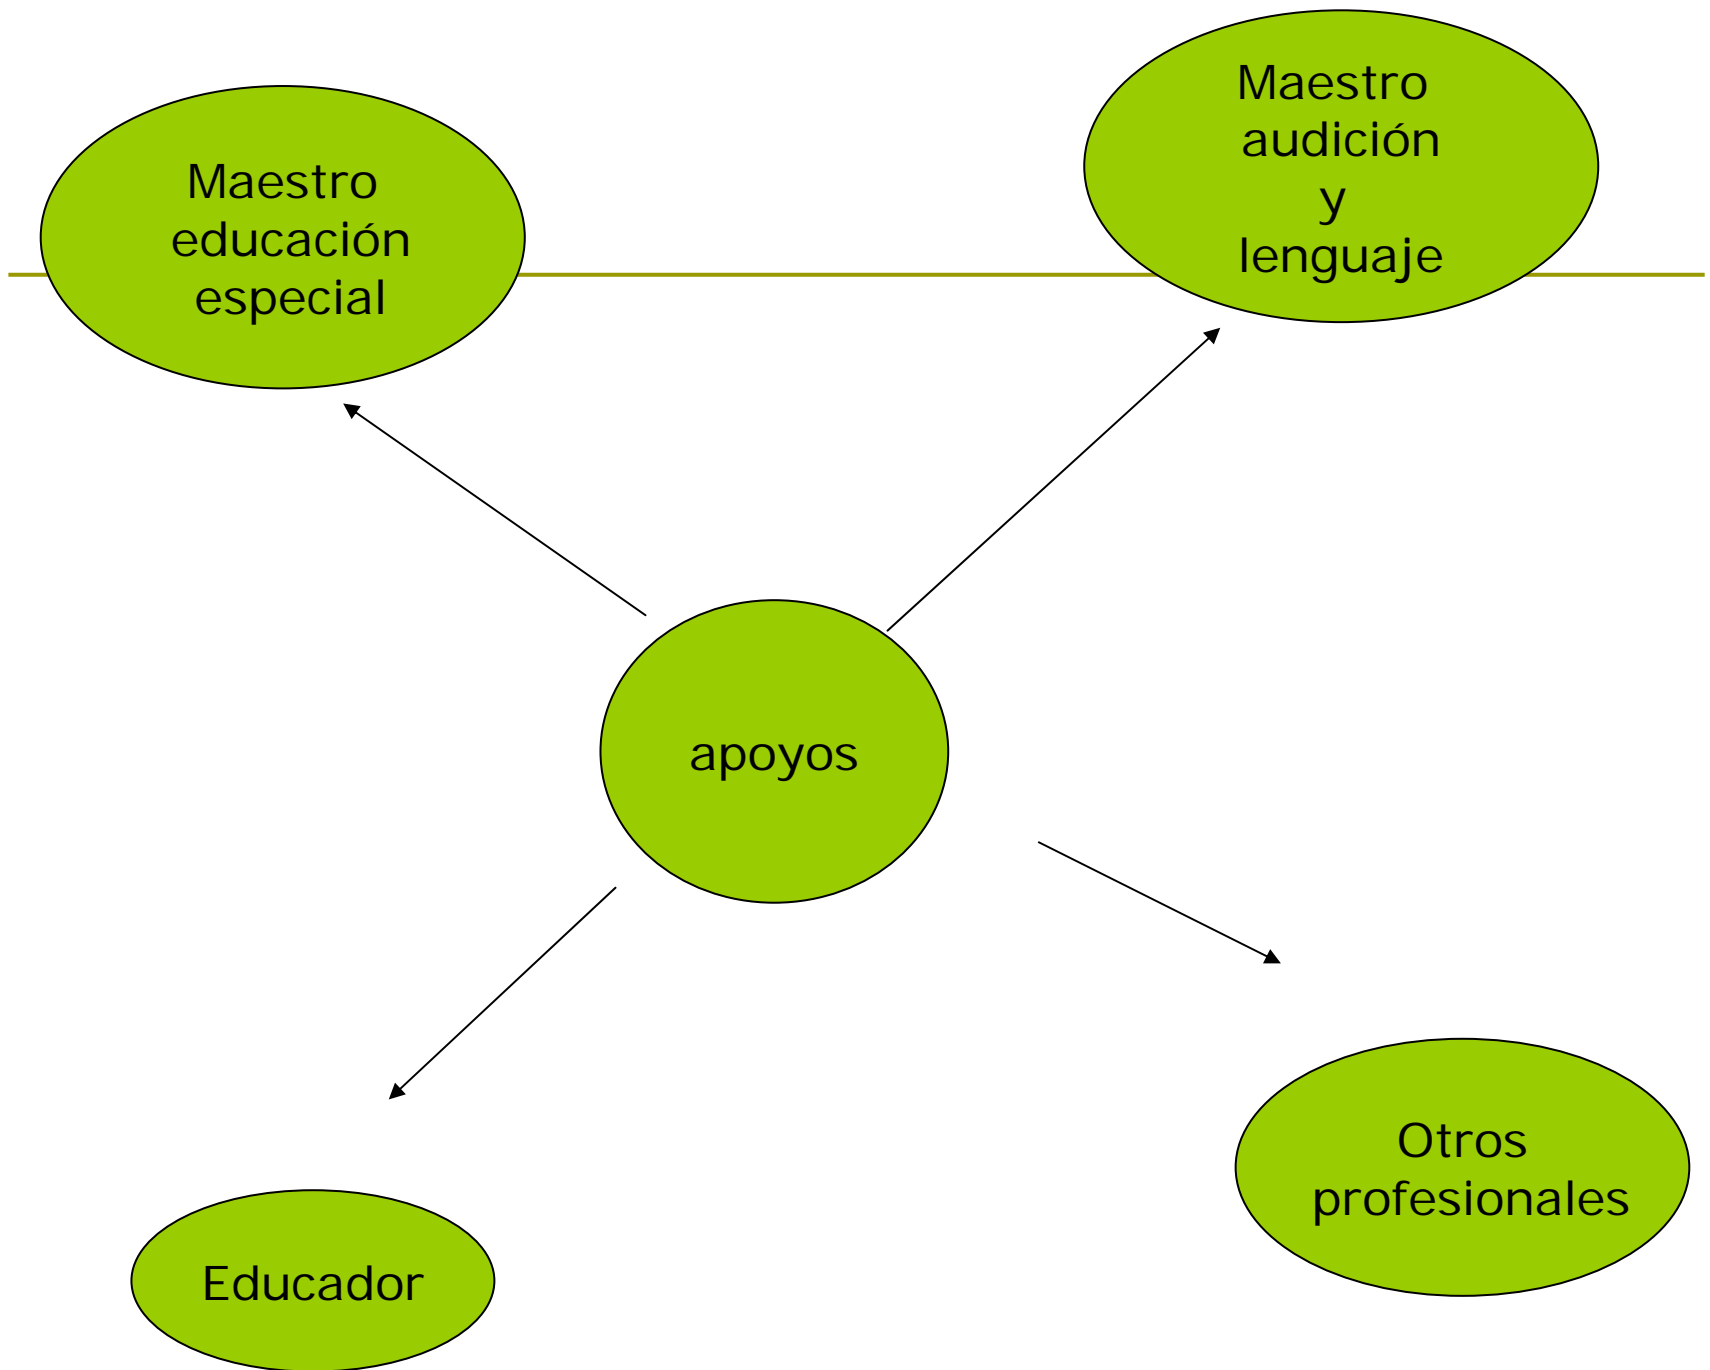 Maestro
audición
y
lenguaje
Maestro
educación
especial
apoyos
Otros
profesionales
Educador